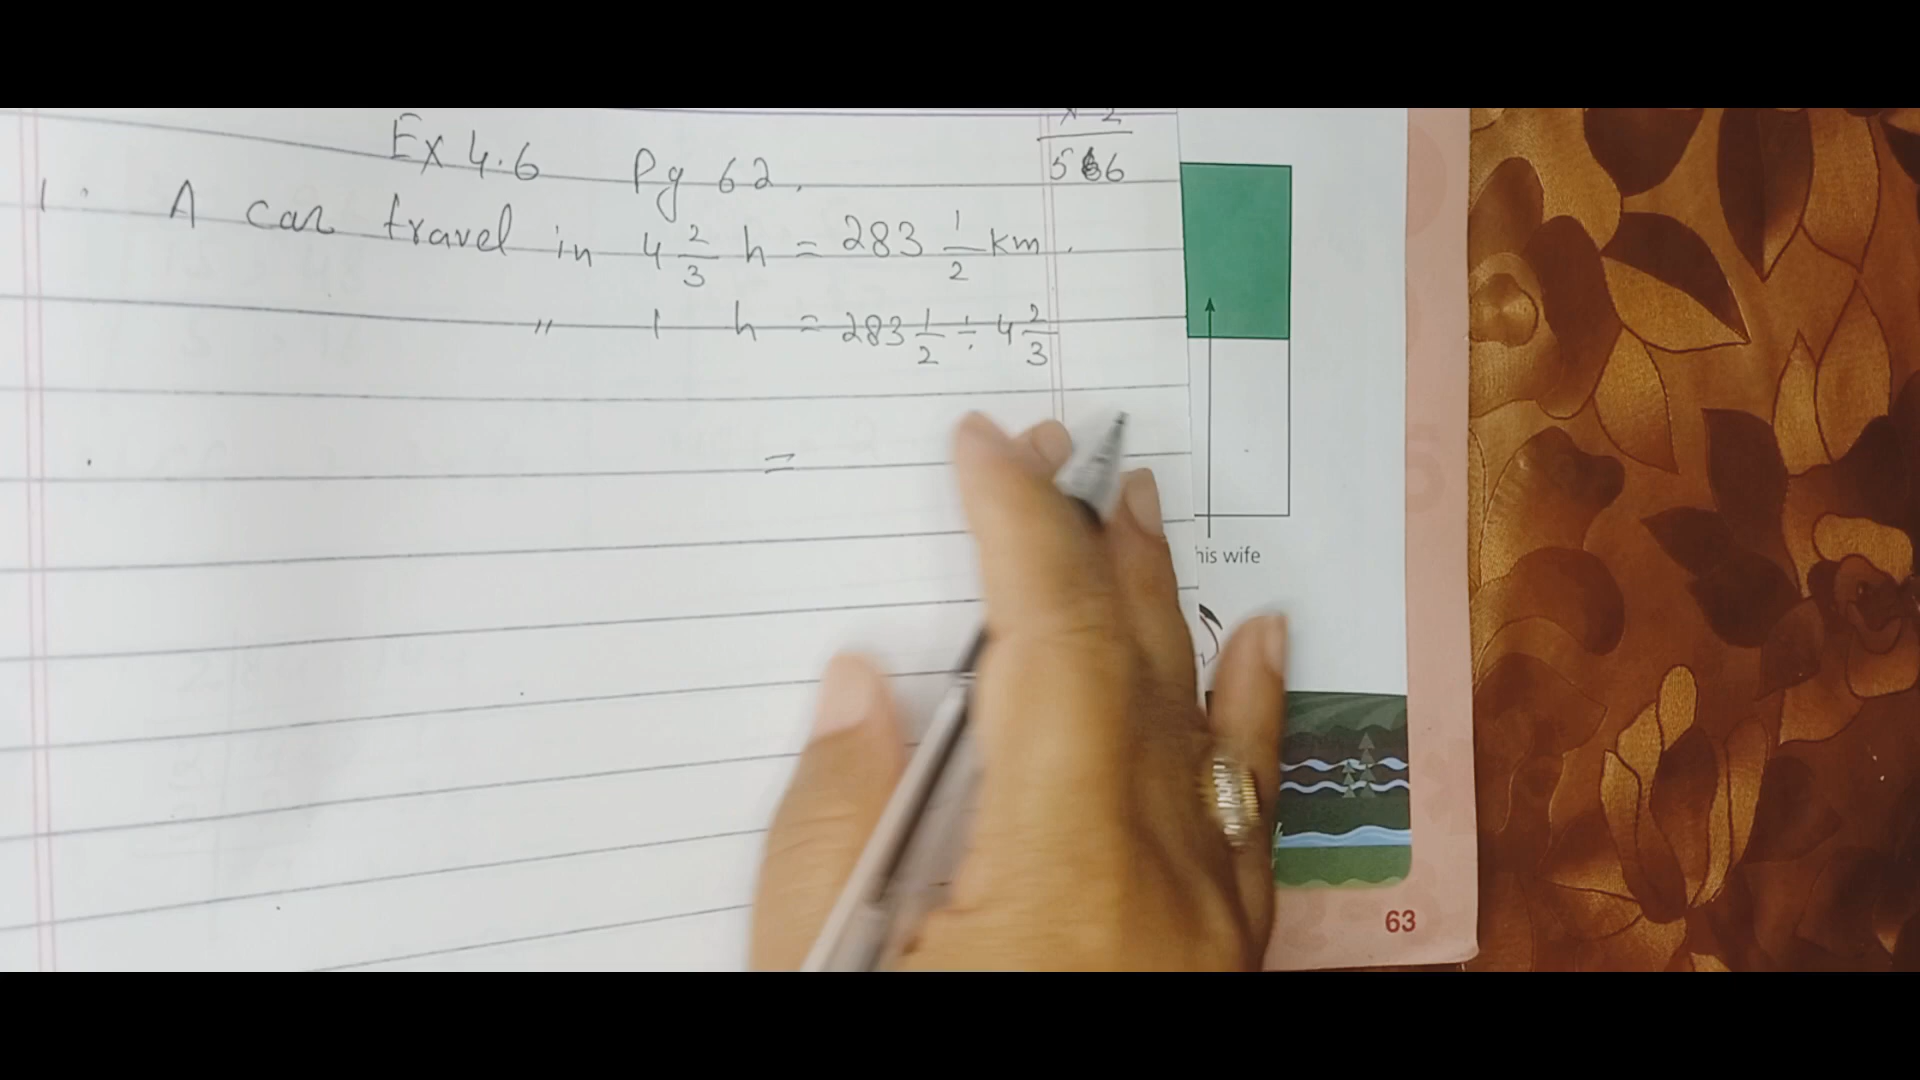 Ex 4.6 Pg 62.
× 2
566
1. A car travel in 4 2/3 h = 283 1/2 km.
" 1 h = 283 1/2 ÷ 4 2/3
=
his wife
63